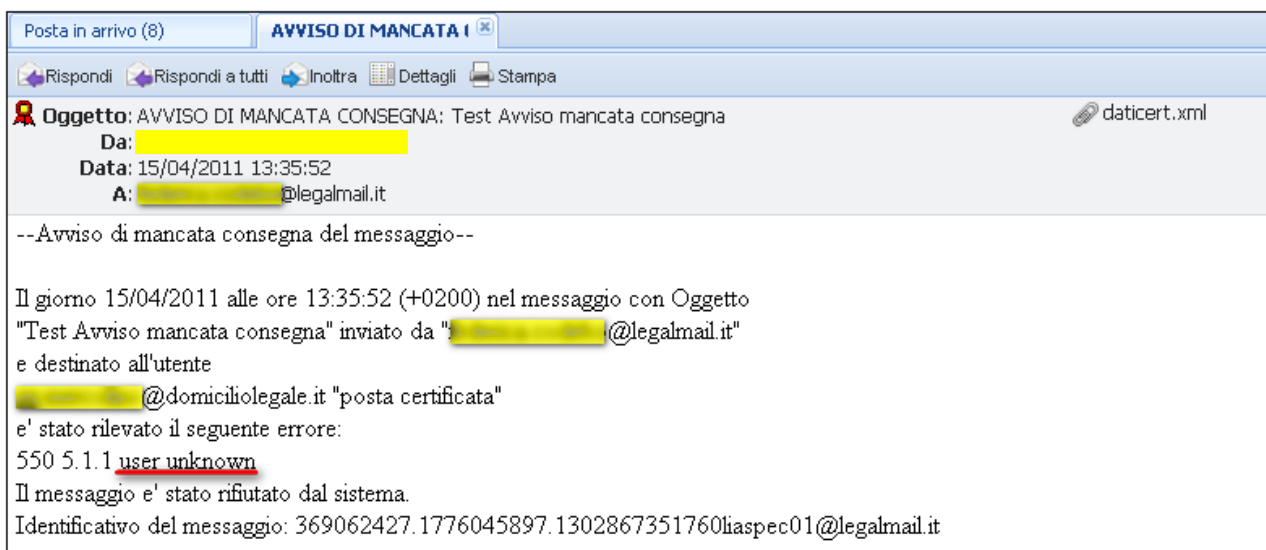 Posta in arrivo (8) AVVISO DI MANCATA (
Rispondi Rispondi a tutti Inoltra Dettagli Stampa
Oggetto: AVVISO DI MANCATA CONSEGNA: Test Avviso mancata consegna daticert.xml
Da:
Data: 15/04/2011 13:35:52
A: @legalmail.it
--Avviso di mancata consegna del messaggio--
Il giorno 15/04/2011 alle ore 13:35:52 (+0200) nel messaggio con Oggetto
"Test Avviso mancata consegna" inviato da " @legalmail.it"
e destinato all'utente
@domiciliolegale.it "posta certificata"
e' stato rilevato il seguente errore:
550 5.1.1 user unknown
Il messaggio e' stato rifiutato dal sistema.
Identificativo del messaggio: 369062427.1776045897.1302867351760liaspec01@legalmail.it